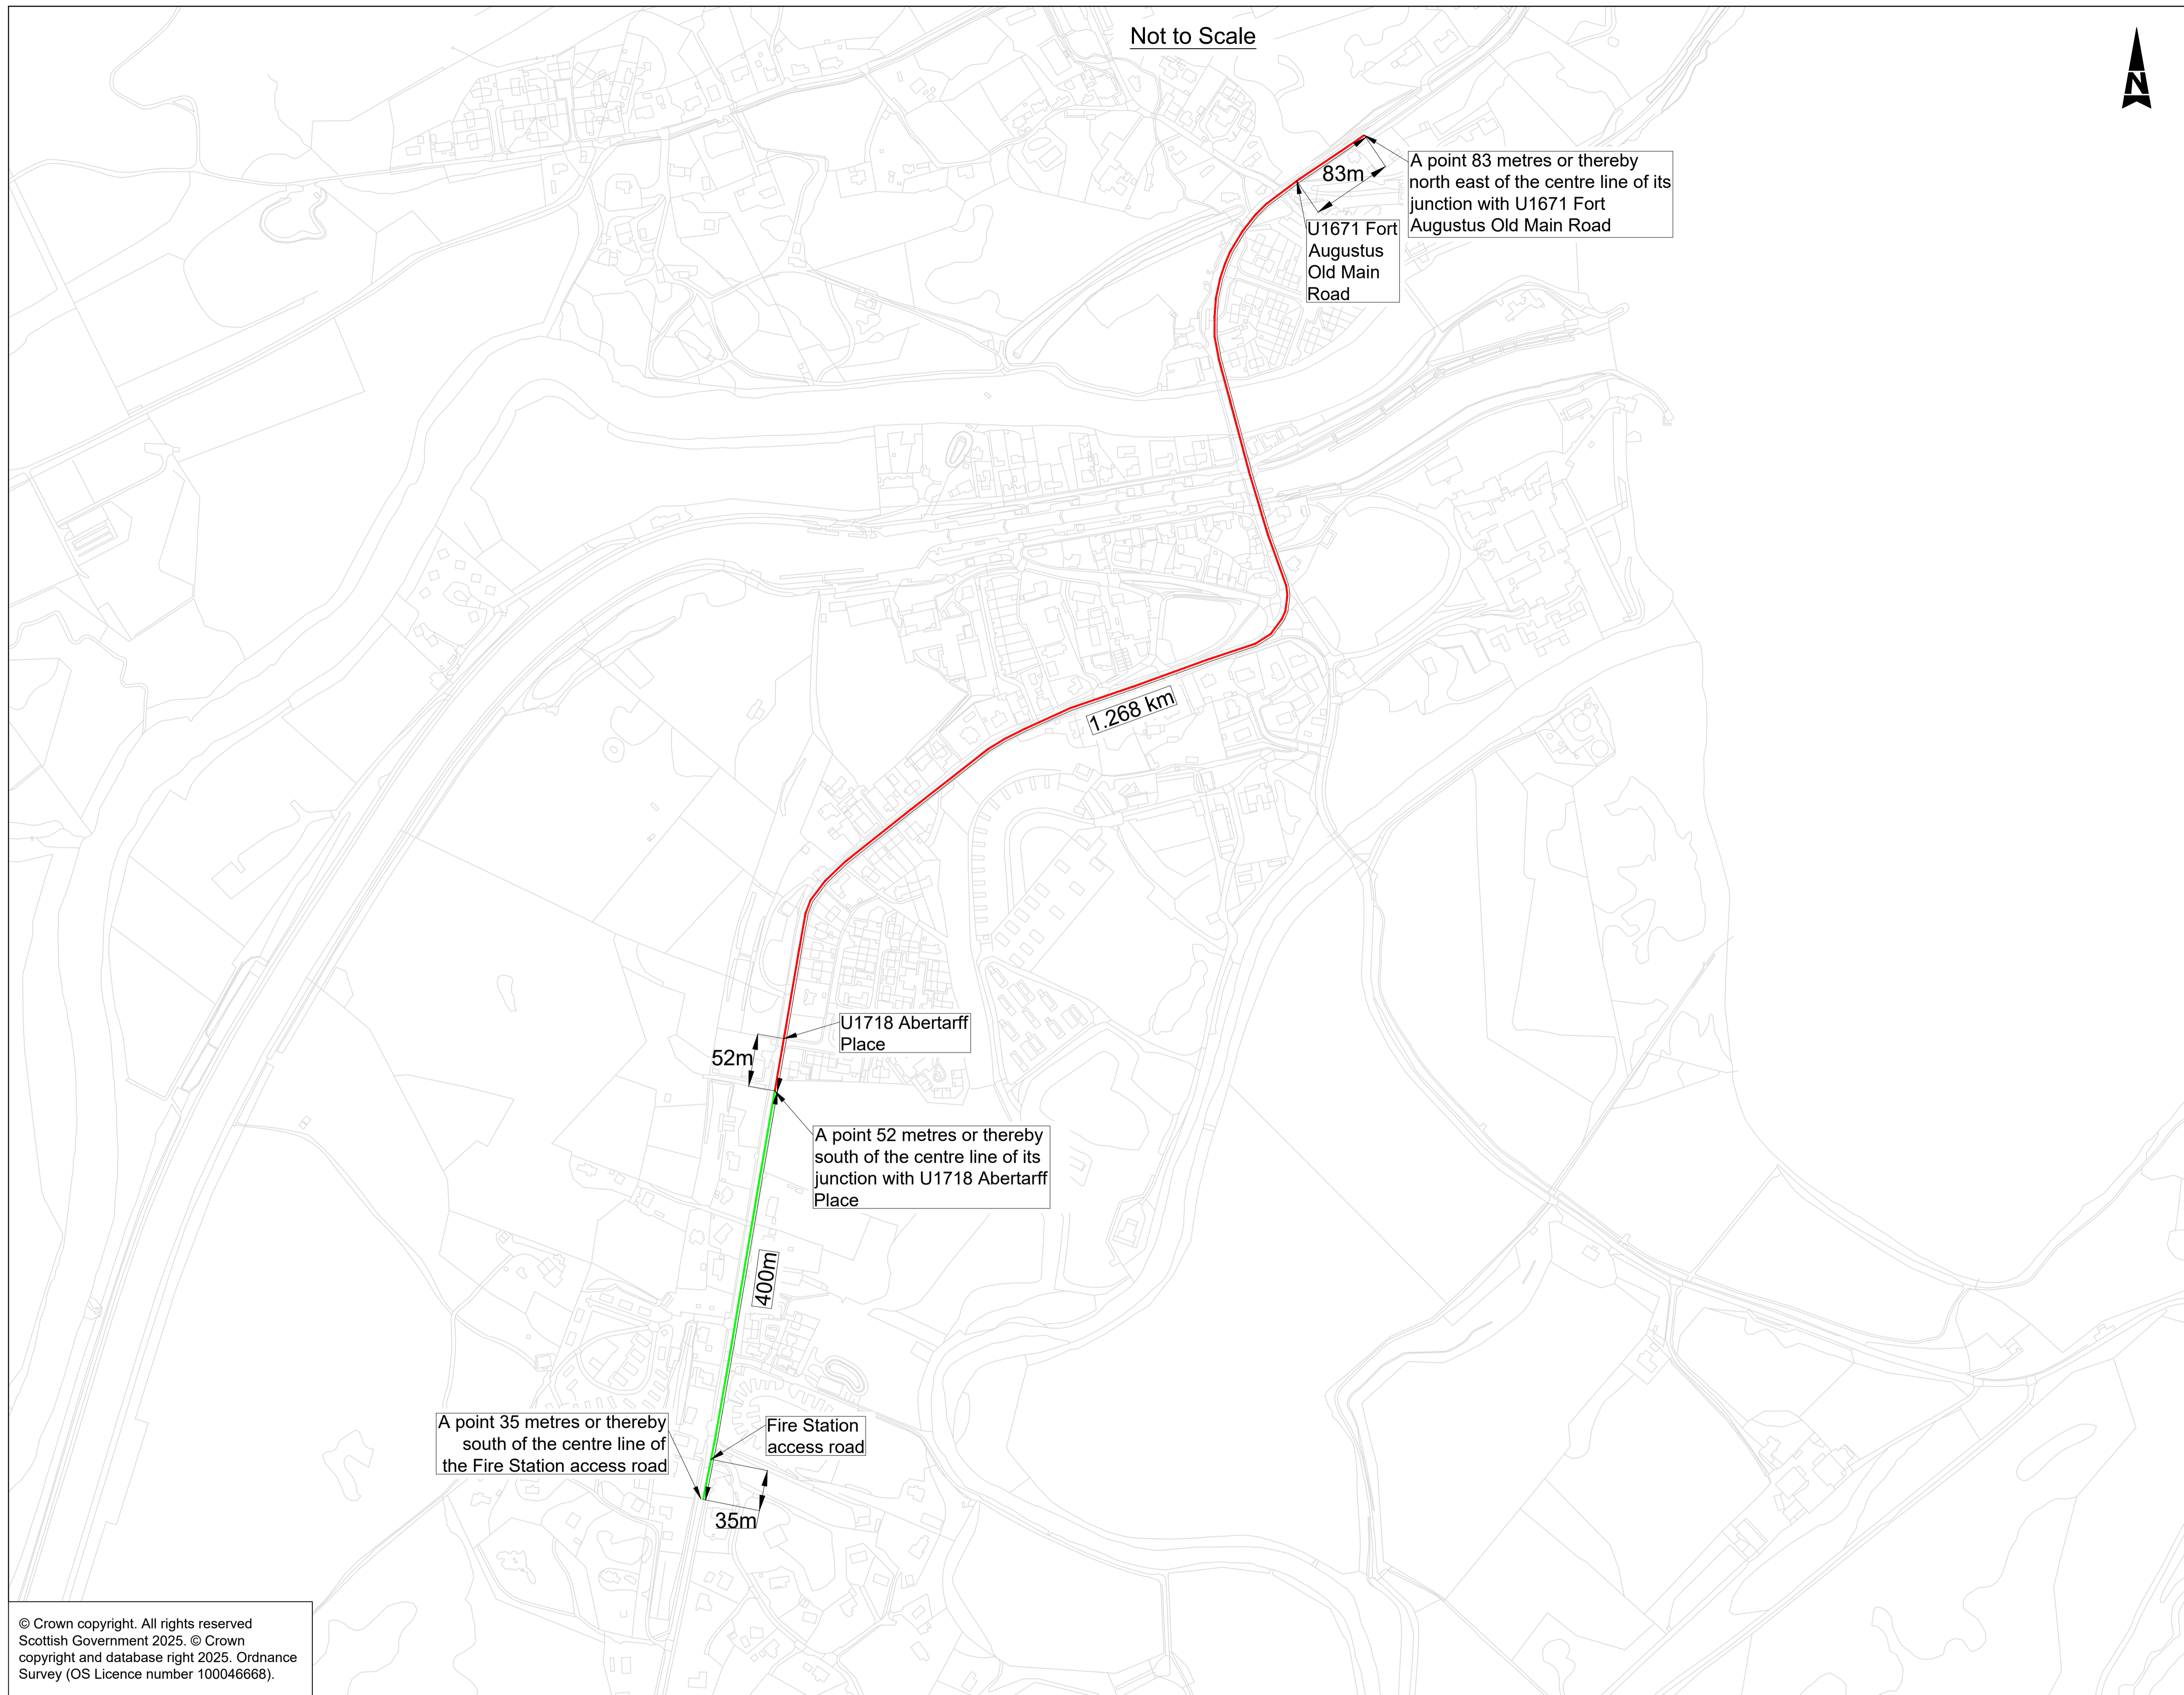 Not to Scale
N
A point 83 metres or thereby
north east of the centre line of its
junction with U1671 Fort
Augustus Old Main Road
83m
U1671 Fort
Augustus
Old Main
Road
1.268 km
U1718 Abertarff
Place
52m
A point 52 metres or thereby
south of the centre line of its
junction with U1718 Abertarff
Place
400m
A point 35 metres or thereby
south of the centre line of
the Fire Station access road
Fire Station
access road
35m
© Crown copyright. All rights reserved
Scottish Government 2025. © Crown
copyright and database right 2025. Ordnance
Survey (OS Licence number 100046668).